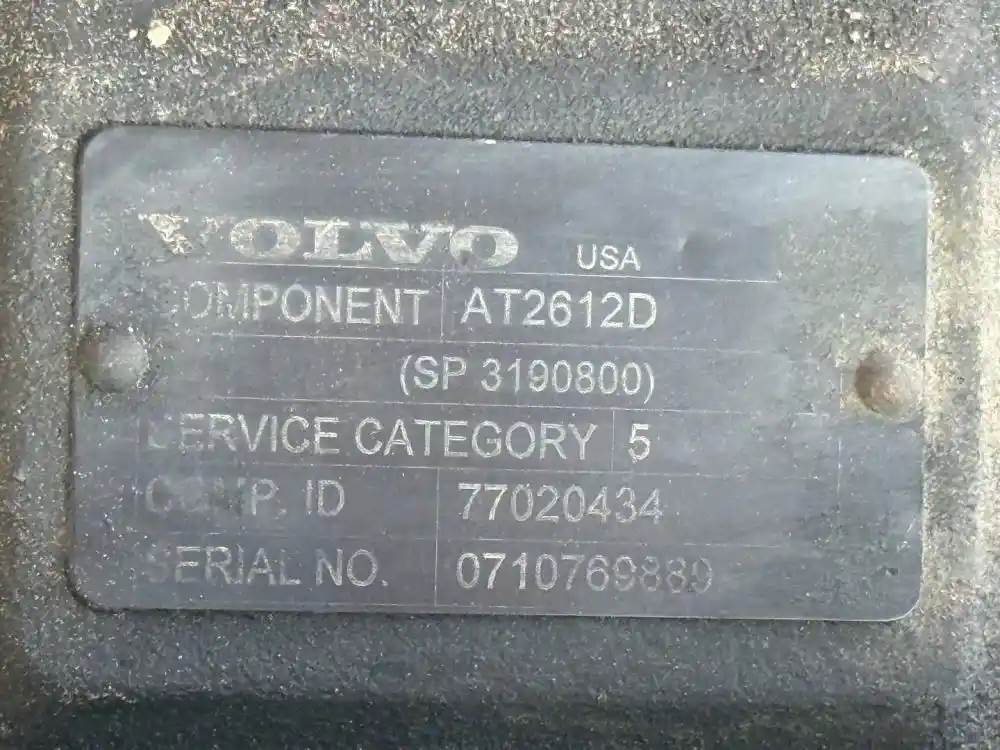 VOLVO USA
COMPONENT AT2612D
(SP 3190800)
SERVICE CATEGORY 5
COMP. ID 77020434
SERIAL NO. 0710769889